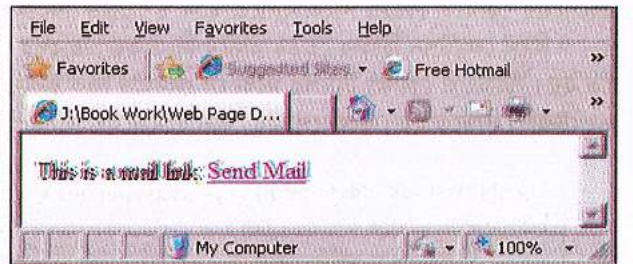 File Edit View Favorites Tools Help
Favorites Suggested Sites Free Hotmail »
J:\Book Work\Web Page D... »
This is a mail link: Send Mail
My Computer 100%